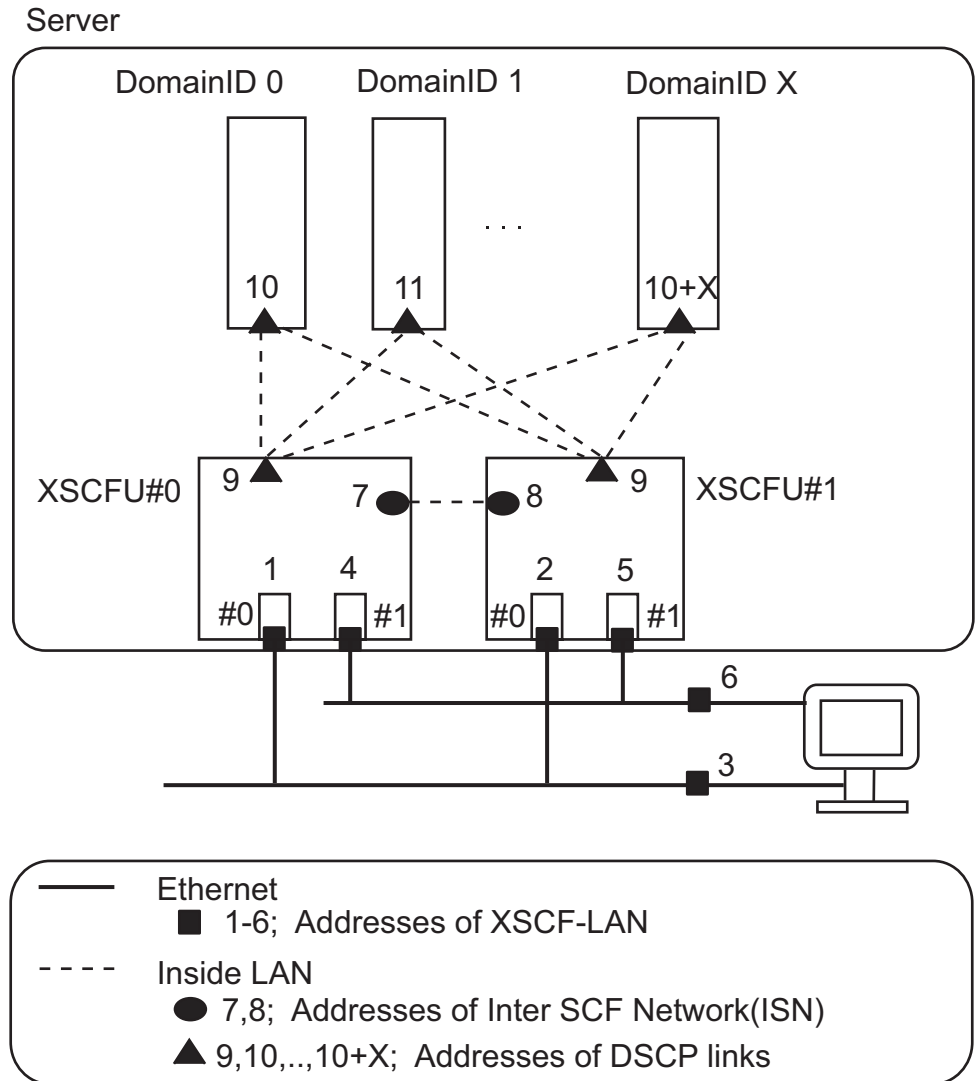 Server
DomainID 0 DomainID 1 DomainID X
. . .
10 11 10+X
XSCFU#0 9 7 8 9 XSCFU#1
1 4 2 5
#0 #1 #0 #1
6
3
Ethernet
1-6; Addresses of XSCF-LAN
Inside LAN
7,8; Addresses of Inter SCF Network(ISN)
9,10,..,10+X; Addresses of DSCP links